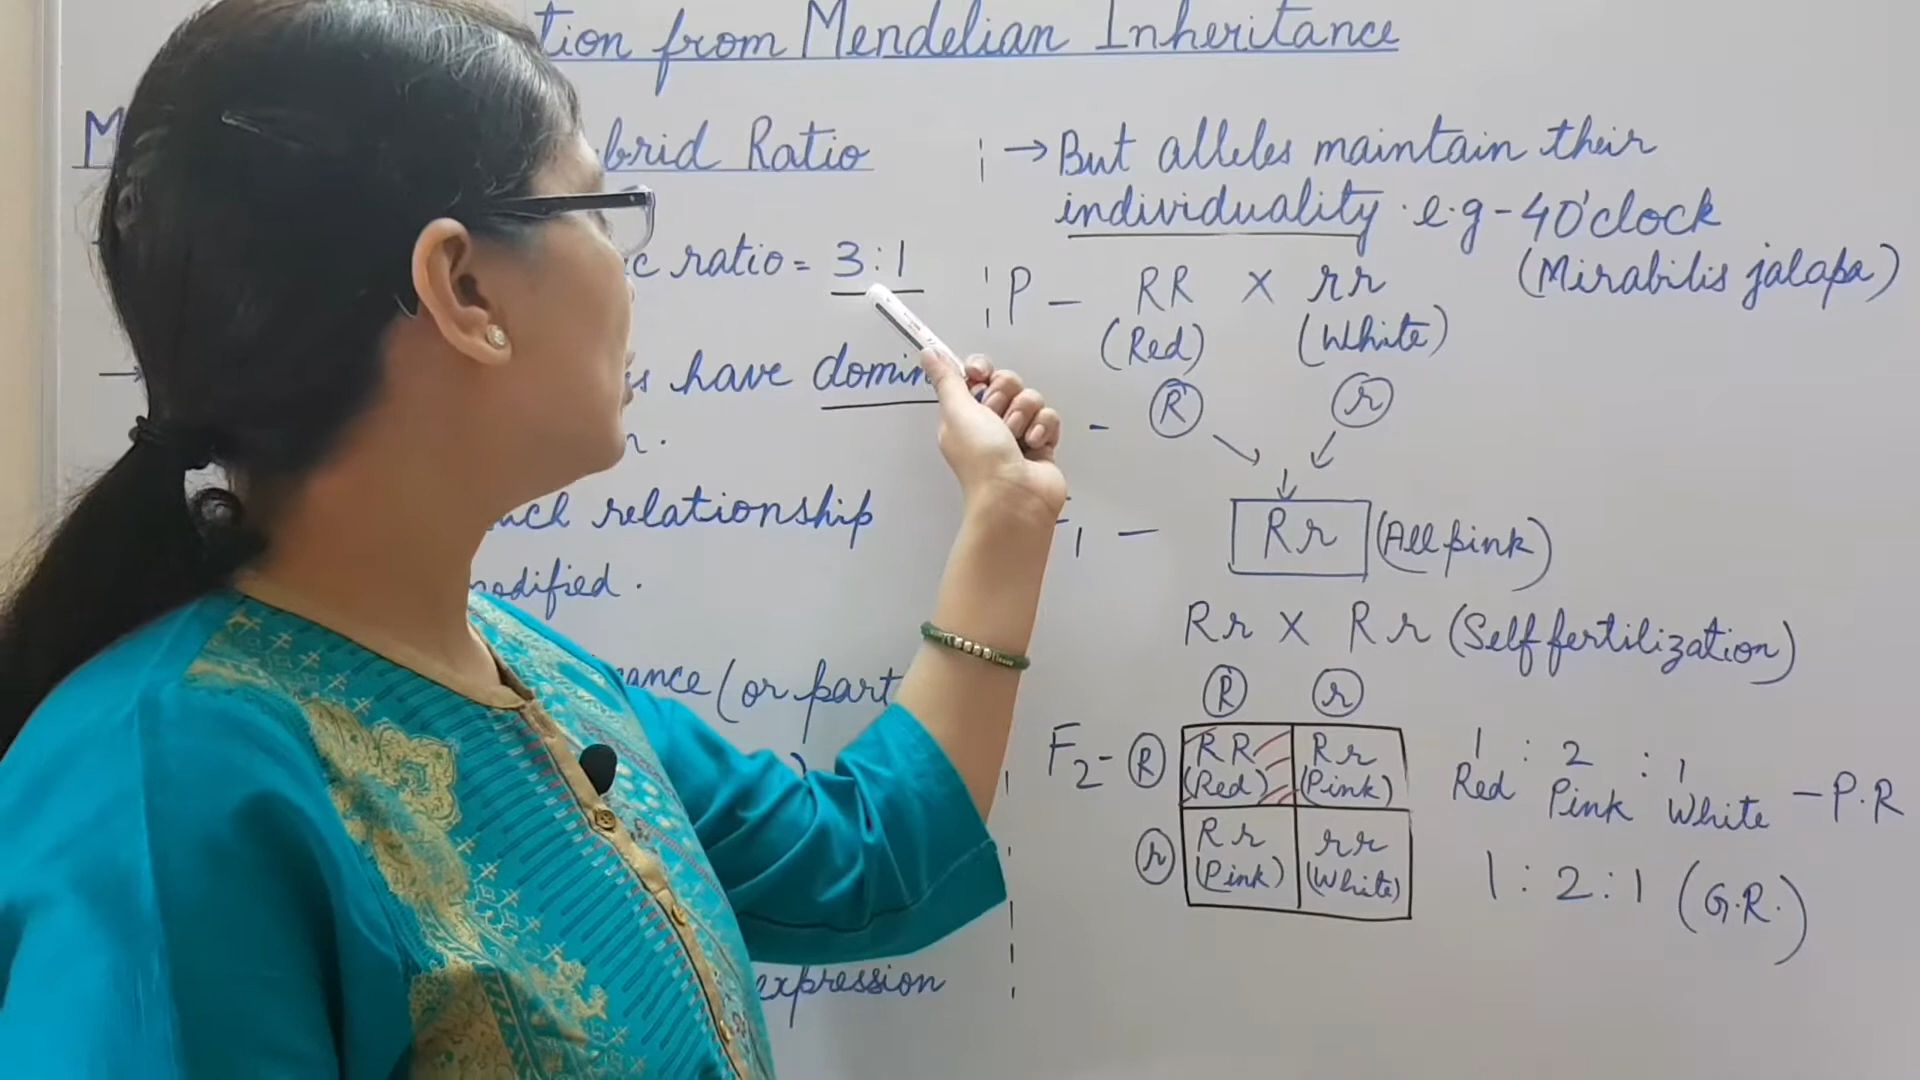 tion from Mendelian Inheritance
brid Ratio
c ratio = 3:1
s have domin
n.
uch relationship
modified.
ance (or part
expression
→ But alleles maintain their
individuality. e.g - 4 O'clock
(Mirabilis jalapa)
P - RR X rr
(Red) (White)
- R r
F1 - Rr (All pink)
Rr X Rr (Self fertilization)
R r
F2 - R RR Rr
(Red) (Pink)
r Rr rr
(Pink) (White)
1 : 2 : 1
Red Pink White - P.R
1 : 2 : 1 (G.R.)